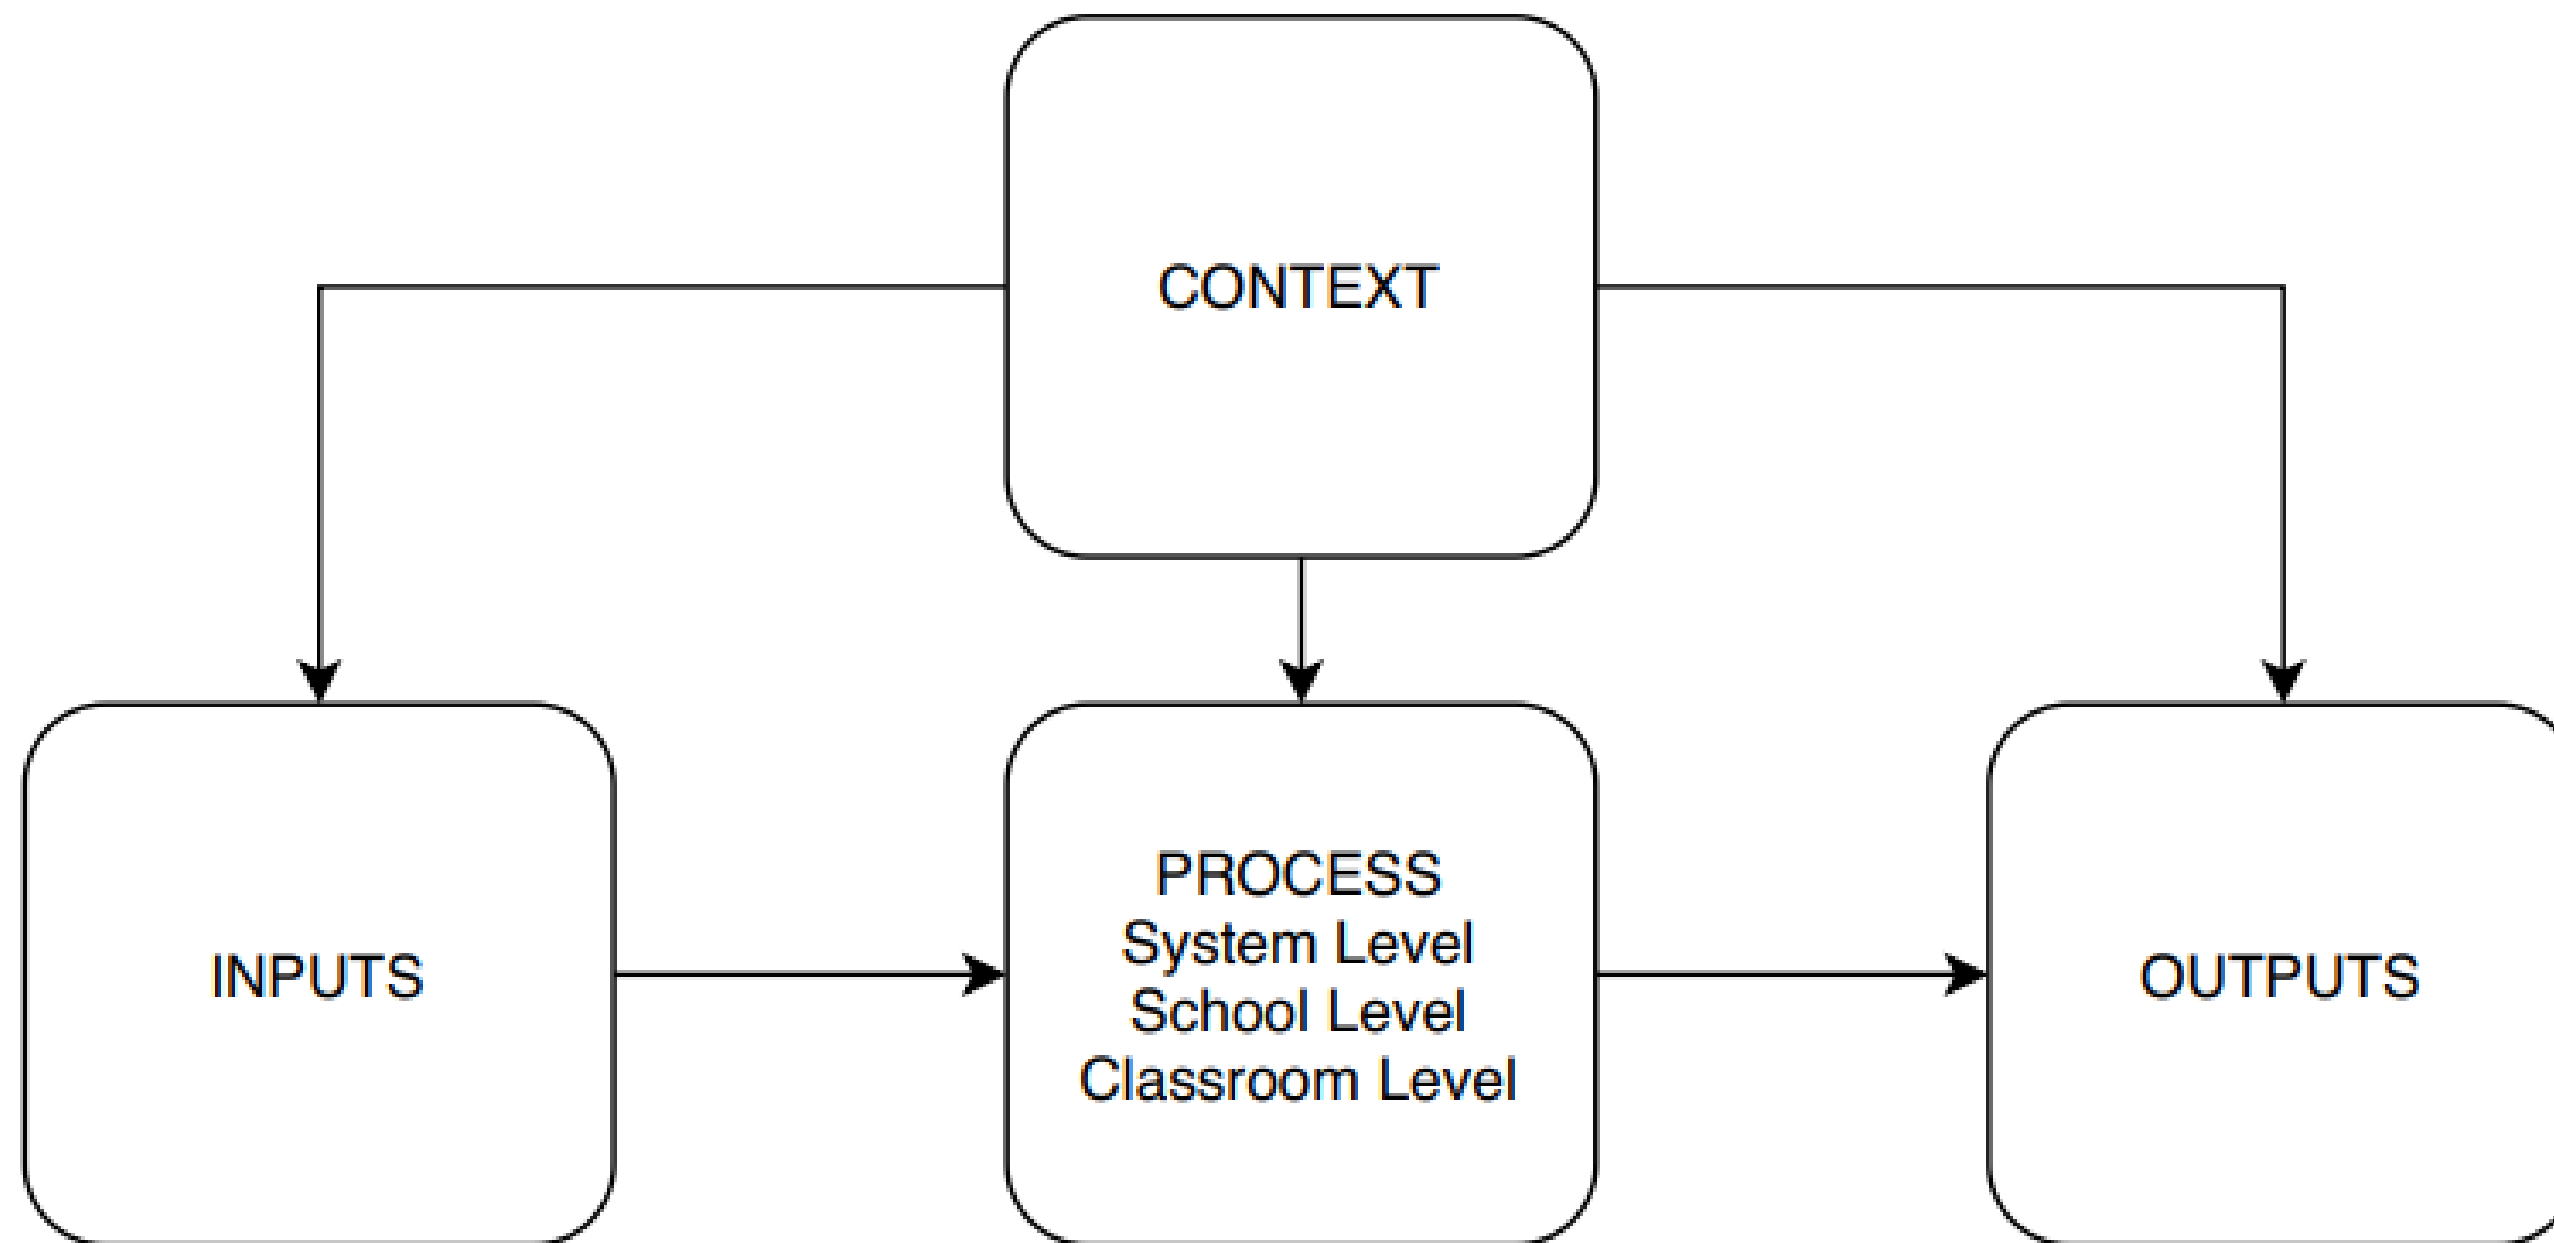 CONTEXT
INPUTS
PROCESS
System Level
School Level
Classroom Level
OUTPUTS